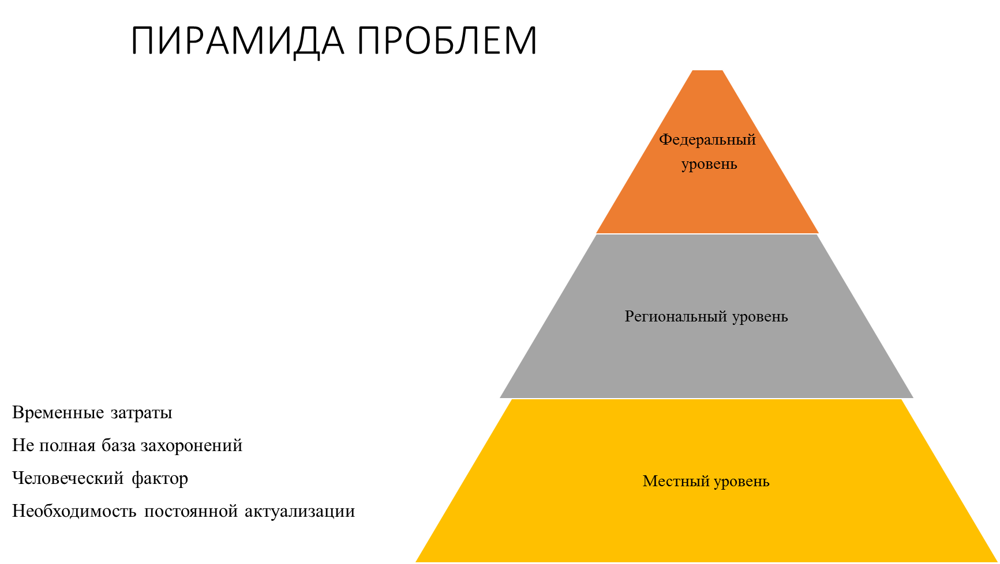 ПИРАМИДА ПРОБЛЕМ
Федеральный
уровень
Региональный уровень
Временные затраты
Не полная база захоронений
Человеческий фактор
Необходимость постоянной актуализации
Местный уровень